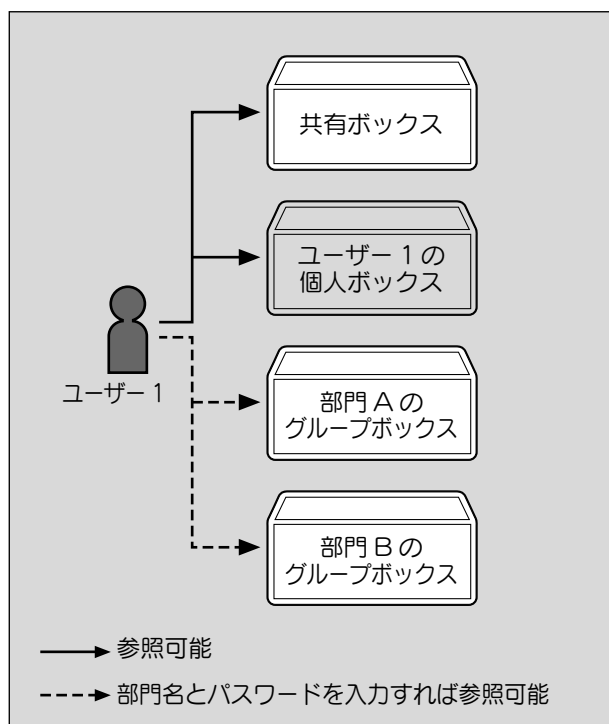 共有ボックス
ユーザー1の
個人ボックス
ユーザー1
部門Aの
グループボックス
部門Bの
グループボックス
参照可能
部門名とパスワードを入力すれば参照可能